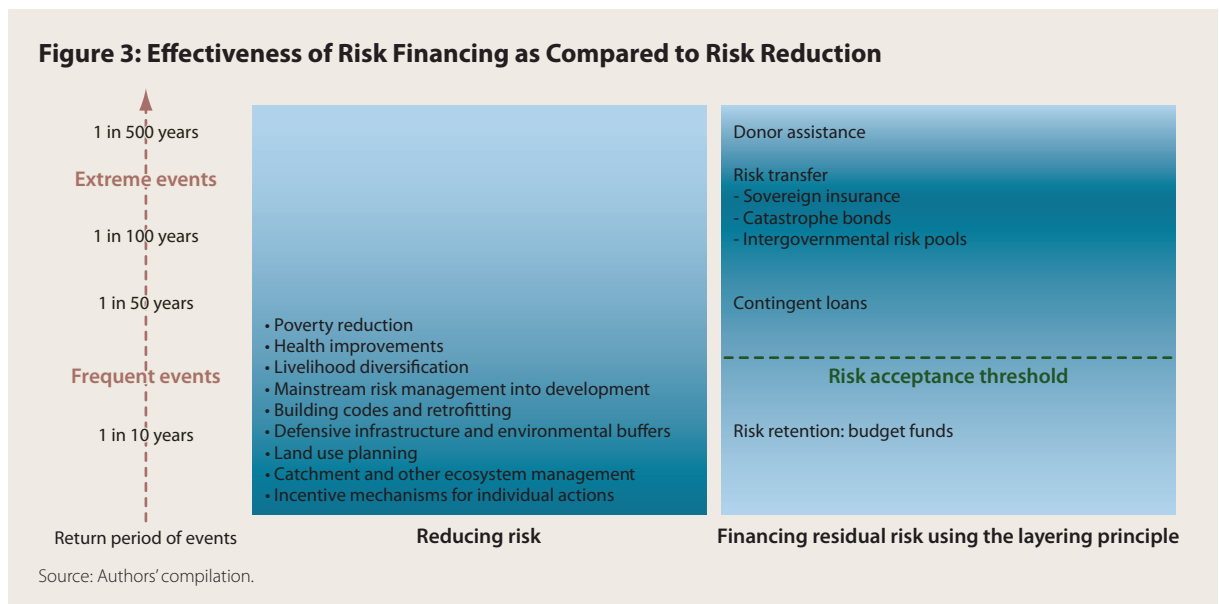 Figure 3: Effectiveness of Risk Financing as Compared to Risk Reduction
1 in 500 years
Extreme events
1 in 100 years
1 in 50 years
Frequent events
1 in 10 years
Return period of events
• Poverty reduction
• Health improvements
• Livelihood diversification
• Mainstream risk management into development
• Building codes and retrofitting
• Defensive infrastructure and environmental buffers
• Land use planning
• Catchment and other ecosystem management
• Incentive mechanisms for individual actions
Reducing risk
Donor assistance
Risk transfer
- Sovereign insurance
- Catastrophe bonds
- Intergovernmental risk pools
Contingent loans
Risk acceptance threshold
Risk retention: budget funds
Financing residual risk using the layering principle
Source: Authors' compilation.